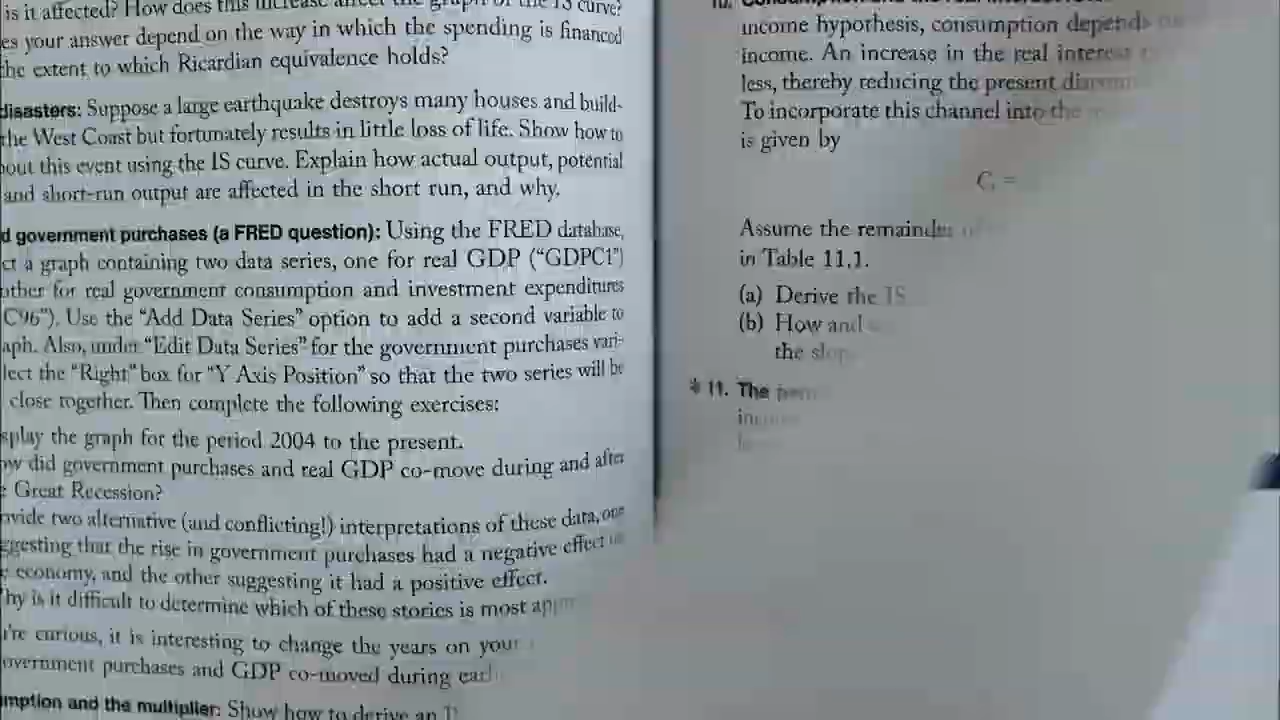 is it affected? How does this increase affect the graph of the IS curve?
es your answer depend on the way in which the spending is financed
the extent to which Ricardian equivalence holds?
disasters: Suppose a large earthquake destroys many houses and build-
the West Coast but fortunately results in little loss of life. Show how to
out this event using the IS curve. Explain how actual output, potential
and short-run output are affected in the short run, and why.
d government purchases (a FRED question): Using the FRED database,
ct a graph containing two data series, one for real GDP ("GDPC1")
other for real government consumption and investment expenditures
C96"). Use the "Add Data Series" option to add a second variable to
aph. Also, under "Edit Data Series" for the government purchases vari-
lect the "Right" box for "Y Axis Position" so that the two series will be
close together. Then complete the following exercises:
splay the graph for the period 2004 to the present.
ow did government purchases and real GDP co-move during and after
Great Recession?
ovide two alternative (and conflicting!) interpretations of these data, one
ggesting that the rise in government purchases had a negative effect
economy, and the other suggesting it had a positive effect.
hy is it difficult to determine which of these stories is most
u're curious, it is interesting to change the years on your
overnment purchases and GDP co-moved during
umption and the multiplier: Show how to derive an
10.
income hypothesis, consumption depends
income. An increase in the real interest
less, thereby reducing the present
To incorporate this channel into the
is given by
C =
Assume the remainder
in Table 11.1.
(a) Derive the IS
(b) How and
the
* 11. The